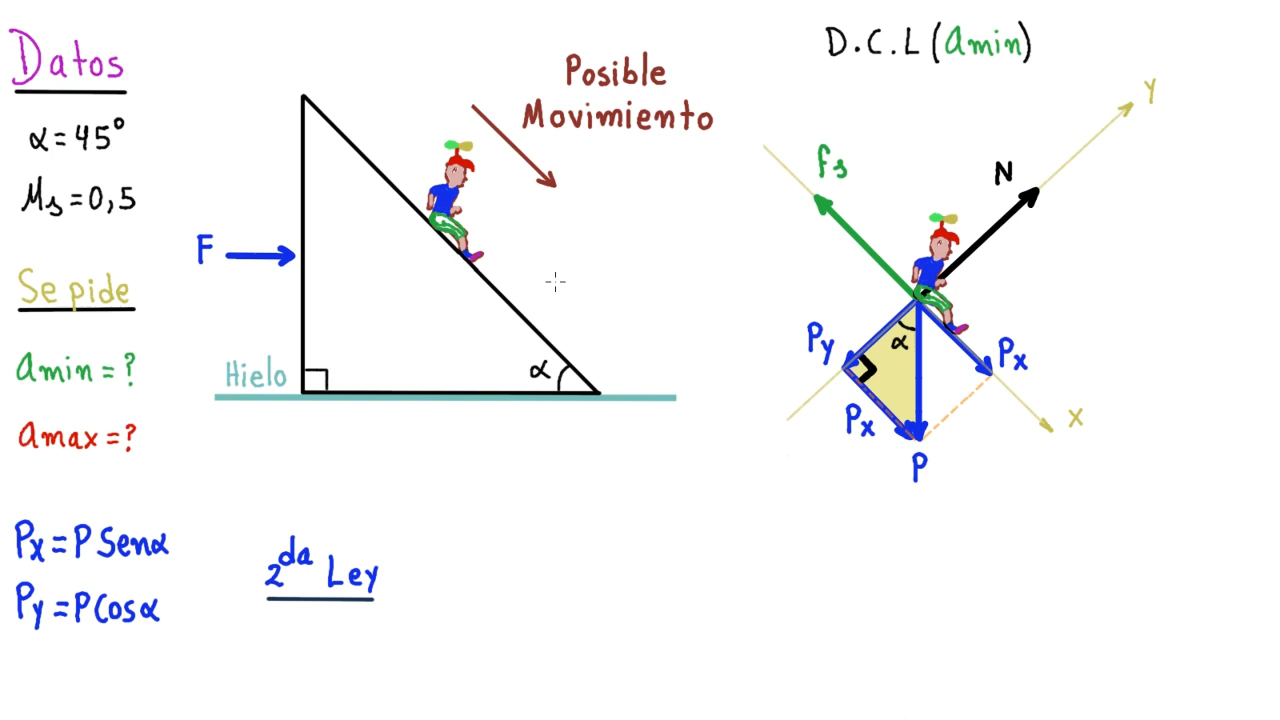 Datos
α = 45°
μs = 0,5
Se pide
amin = ?
amax = ?
Px = P Senα
Py = P Cosα
Posible
Movimiento
F
Hielo
α
2da Ley
D.C.L (amin)
y
fs
N
Py
α
Px
Px
x
P